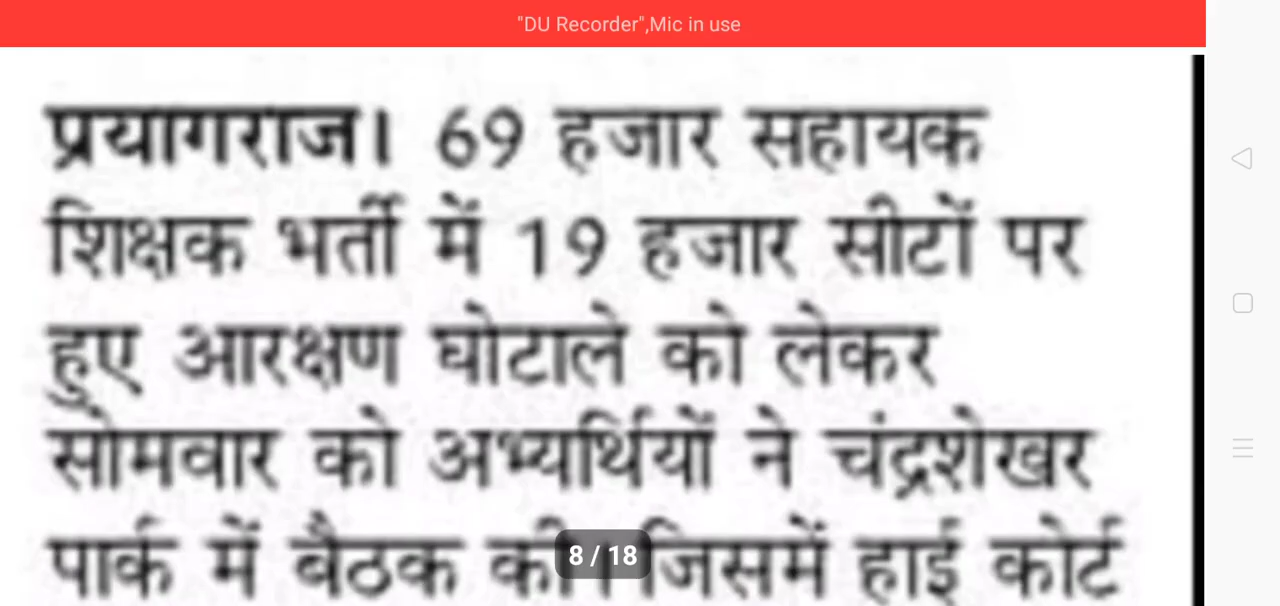 "DU Recorder",Mic in use
प्रयागराज। 69 हजार सहायक
शिक्षक भर्ती में 19 हजार सीटों पर
हुए आरक्षण घोटाले को लेकर
सोमवार को अभ्यर्थियों ने चंद्रशेखर
पार्क में बैठक की। जिसमें हाई कोर्ट
8 / 18